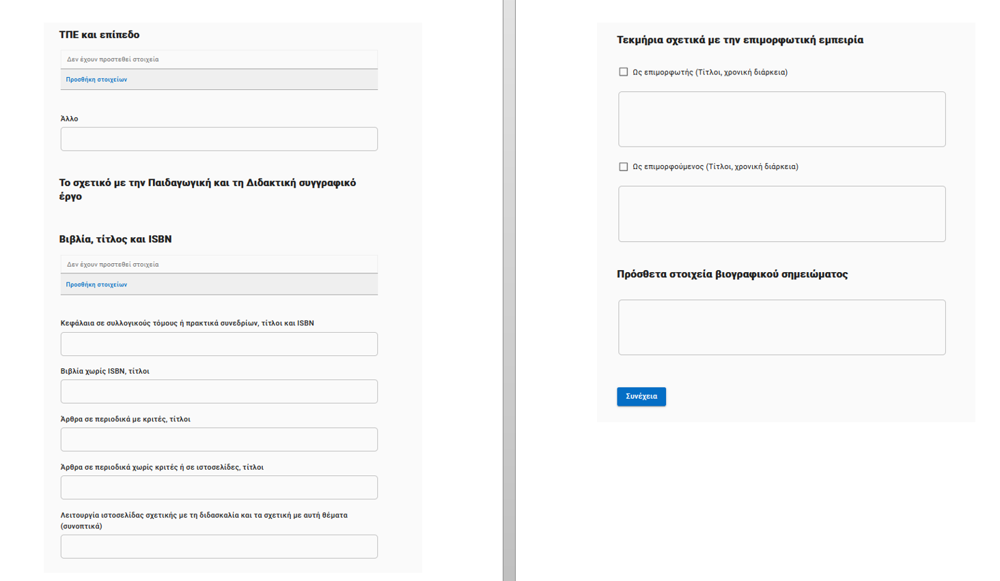 ΤΠΕ και επίπεδο
Δεν έχουν προστεθεί στοιχεία
Προσθήκη στοιχείων
Άλλο
Το σχετικό με την Παιδαγωγική και τη Διδακτική συγγραφικό
έργο
Βιβλία, τίτλος και ISBN
Δεν έχουν προστεθεί στοιχεία
Προσθήκη στοιχείων
Κεφάλαια σε συλλογικούς τόμους ή πρακτικά συνεδρίων, τίτλοι και ISBN
Βιβλία χωρίς ISBN, τίτλοι
Άρθρα σε περιοδικά με κριτές, τίτλοι
Άρθρα σε περιοδικά χωρίς κριτές ή σε ιστοσελίδες, τίτλοι
Λειτουργία ιστοσελίδας σχετικής με τη διδασκαλία και τα σχετική με αυτή θέματα
(συνοπτικά)
Τεκμήρια σχετικά με την επιμορφωτική εμπειρία
Ως επιμορφωτής (Τίτλοι, χρονική διάρκεια)
Ως επιμορφούμενος (Τίτλοι, χρονική διάρκεια)
Πρόσθετα στοιχεία βιογραφικού σημειώματος
Συνέχεια